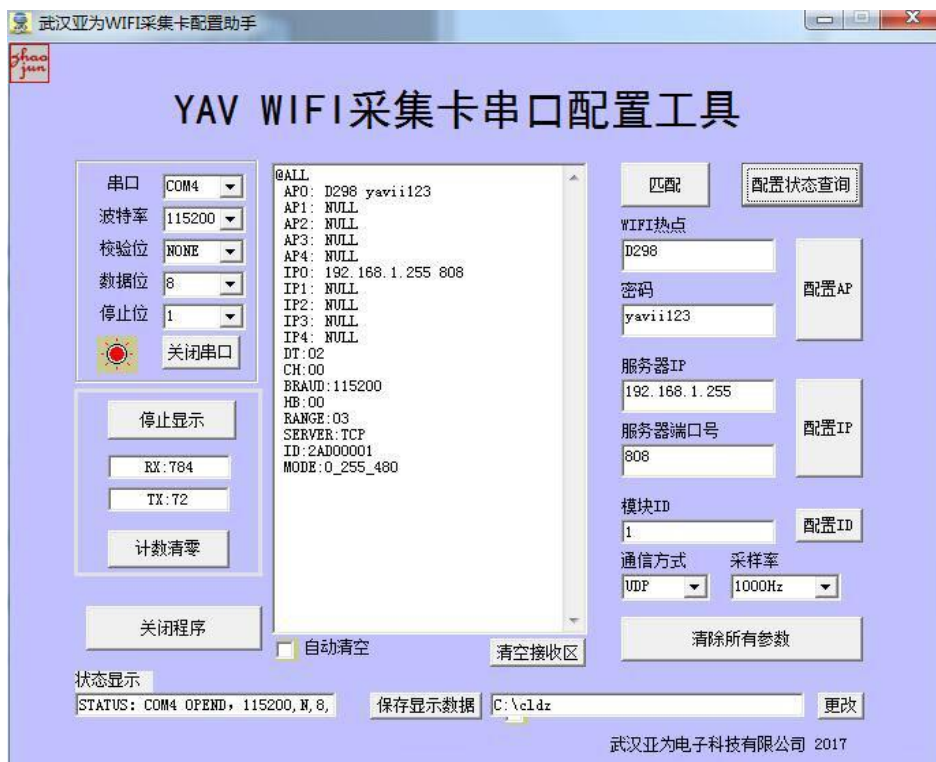 武汉亚为WIFI采集卡配置助手
zhao
jun
YAV WIFI采集卡串口配置工具
串口 COM4
波特率 115200
校验位 NONE
数据位 8
停止位 1
关闭串口
停止显示
RX:784
TX:72
计数清零
关闭程序
@ALL
AP0: D298 yavii123
AP1: NULL
AP2: NULL
AP3: NULL
AP4: NULL
IP0: 192.168.1.255 808
IP1: NULL
IP2: NULL
IP3: NULL
IP4: NULL
DT:02
CH:00
BRAUD:115200
HB:00
RANGE:03
SERVER:TCP
ID:2AD00001
MODE:0_255_480
自动清空
清空接收区
匹配
配置状态查询
WIFI热点
D298
密码
yavii123
配置AP
服务器IP
192.168.1.255
服务器端口号
808
配置IP
模块ID
1
配置ID
通信方式 采样率
UDP 1000Hz
清除所有参数
状态显示
STATUS: COM4 OPEND，115200,N,8,
保存显示数据
C:\cldz
更改
武汉亚为电子科技有限公司 2017